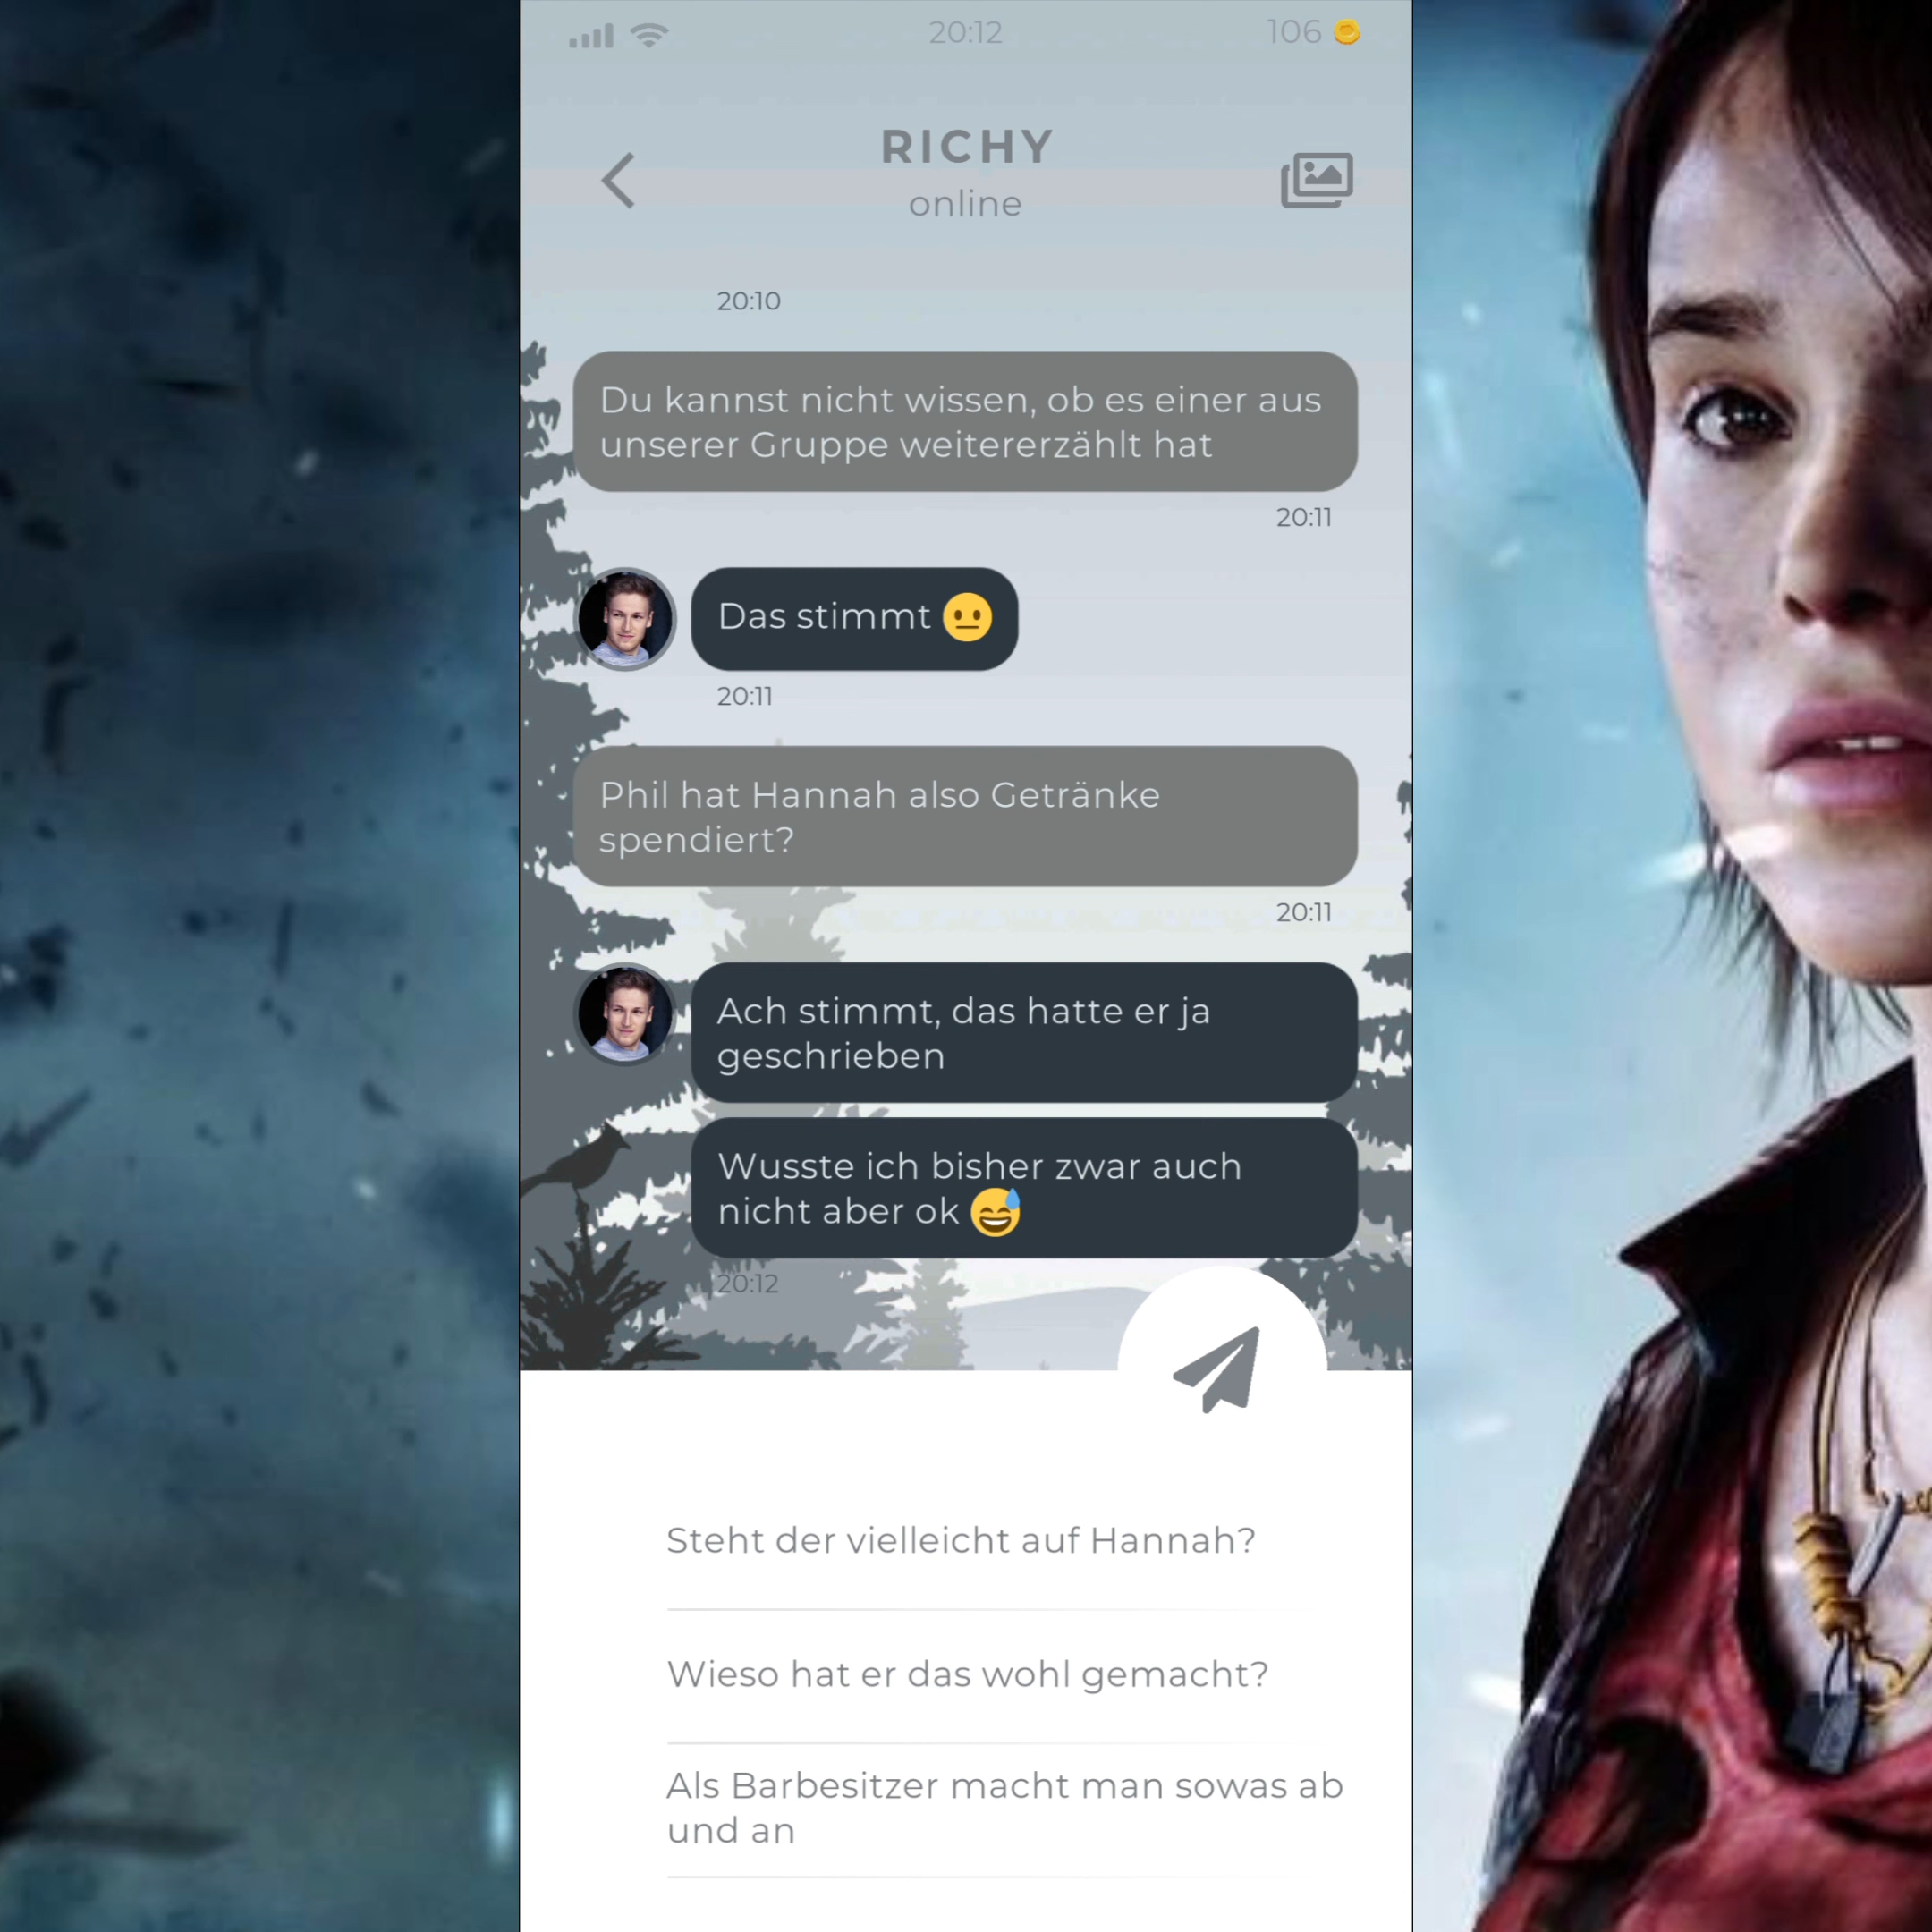 20:12
106
RICHY
online
20:10
Du kannst nicht wissen, ob es einer aus
unserer Gruppe weitererzählt hat
20:11
Das stimmt 😐
20:11
Phil hat Hannah also Getränke
spendiert?
20:11
Ach stimmt, das hatte er ja
geschrieben
Wusste ich bisher zwar auch
nicht aber ok 😅
20:12
Steht der vielleicht auf Hannah?
Wieso hat er das wohl gemacht?
Als Barbesitzer macht man sowas ab
und an